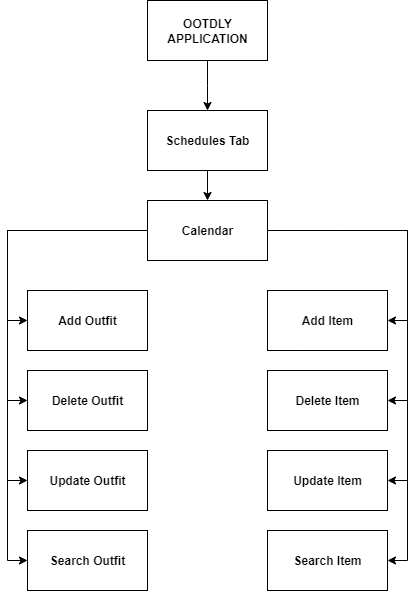 OOTDLY
APPLICATION
Schedules Tab
Calendar
Add Outfit
Add Item
Delete Outfit
Delete Item
Update Outfit
Update Item
Search Outfit
Search Item